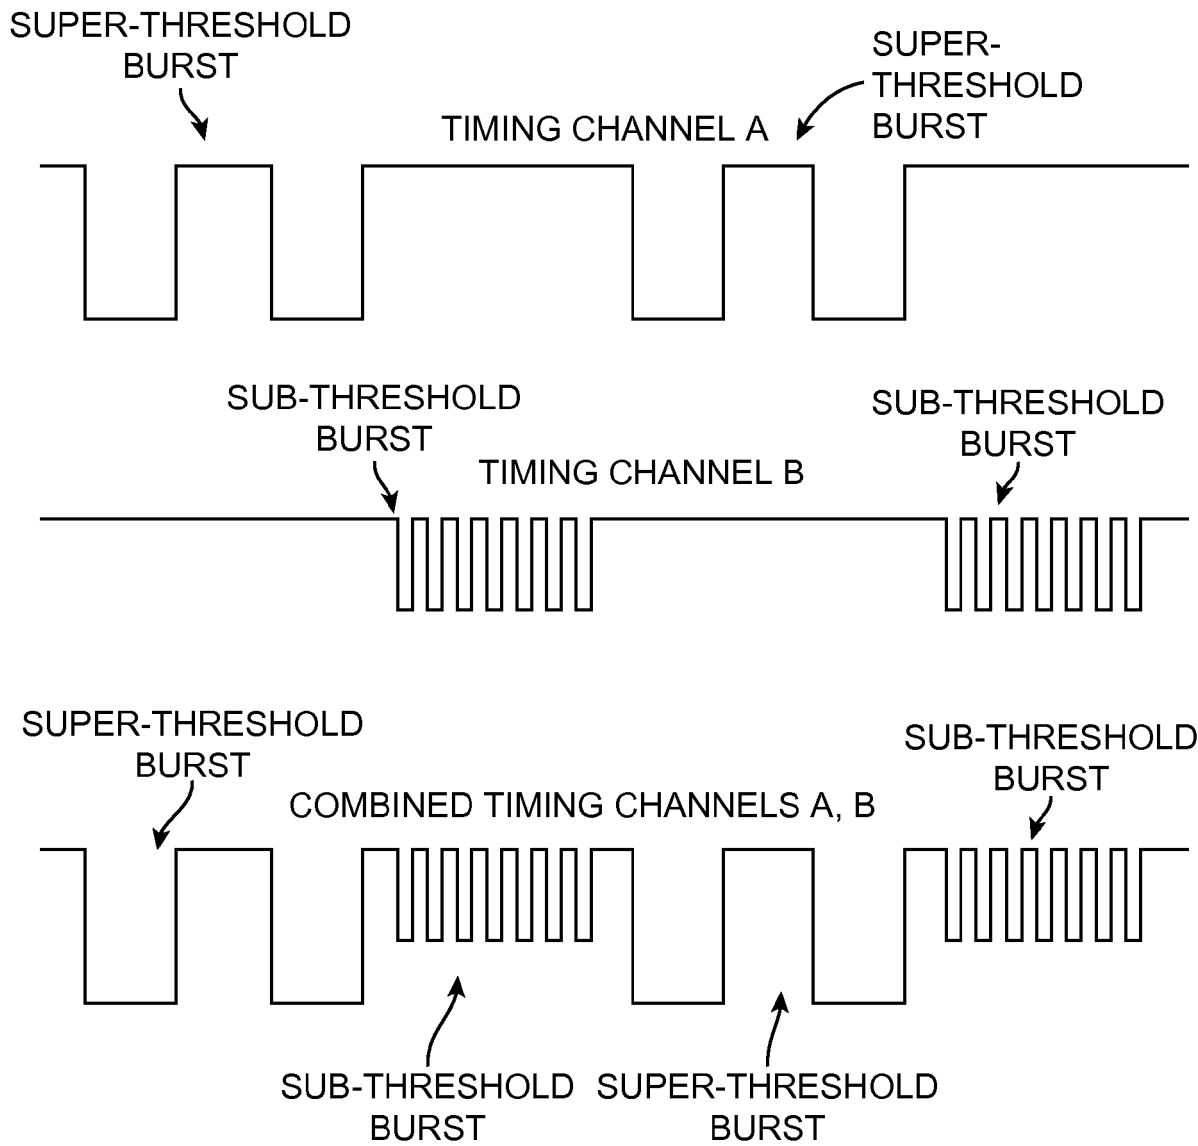 SUPER-THRESHOLD
BURST
SUPER-
THRESHOLD
BURST
TIMING CHANNEL A
SUB-THRESHOLD
BURST
SUB-THRESHOLD
BURST
TIMING CHANNEL B
SUPER-THRESHOLD
BURST
SUB-THRESHOLD
BURST
COMBINED TIMING CHANNELS A, B
SUB-THRESHOLD
BURST
SUPER-THRESHOLD
BURST